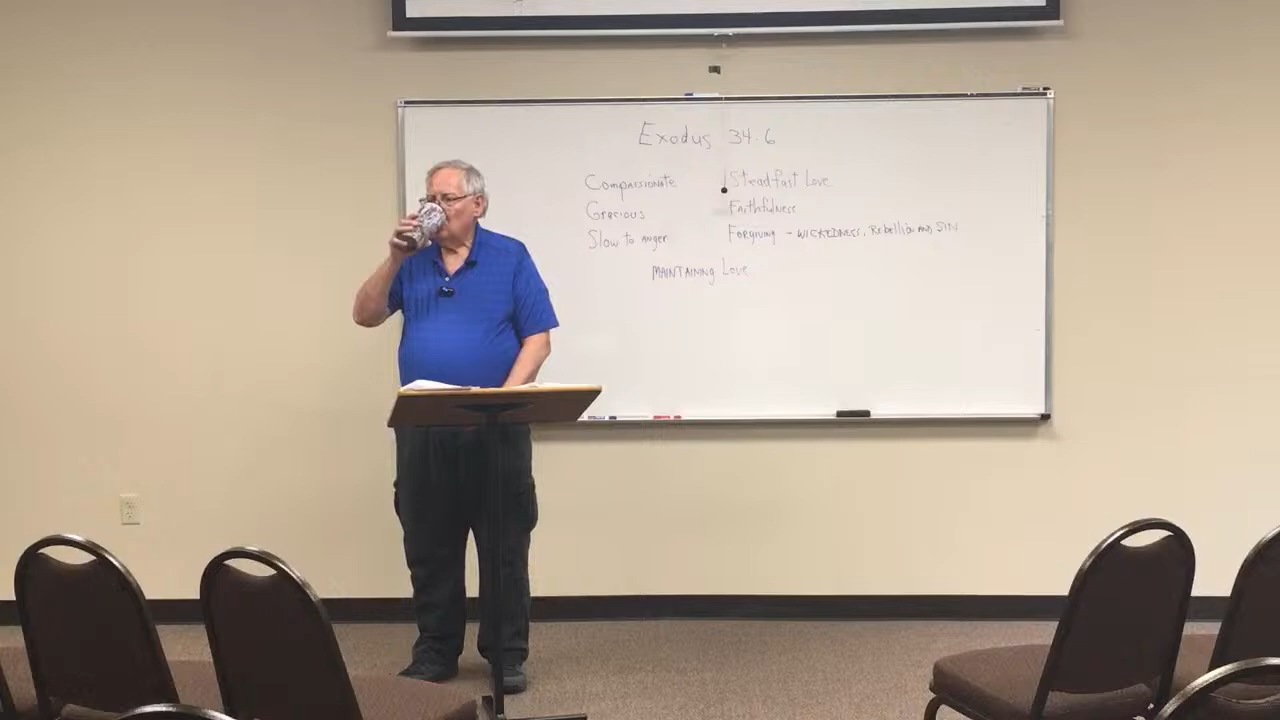 Exodus 34.6
Compassionate Steadfast Love
Gracious Faithfulness
Slow to anger Forgiving - WICKEDNESS, Rebellion AND SIN
MAINTAINING Love